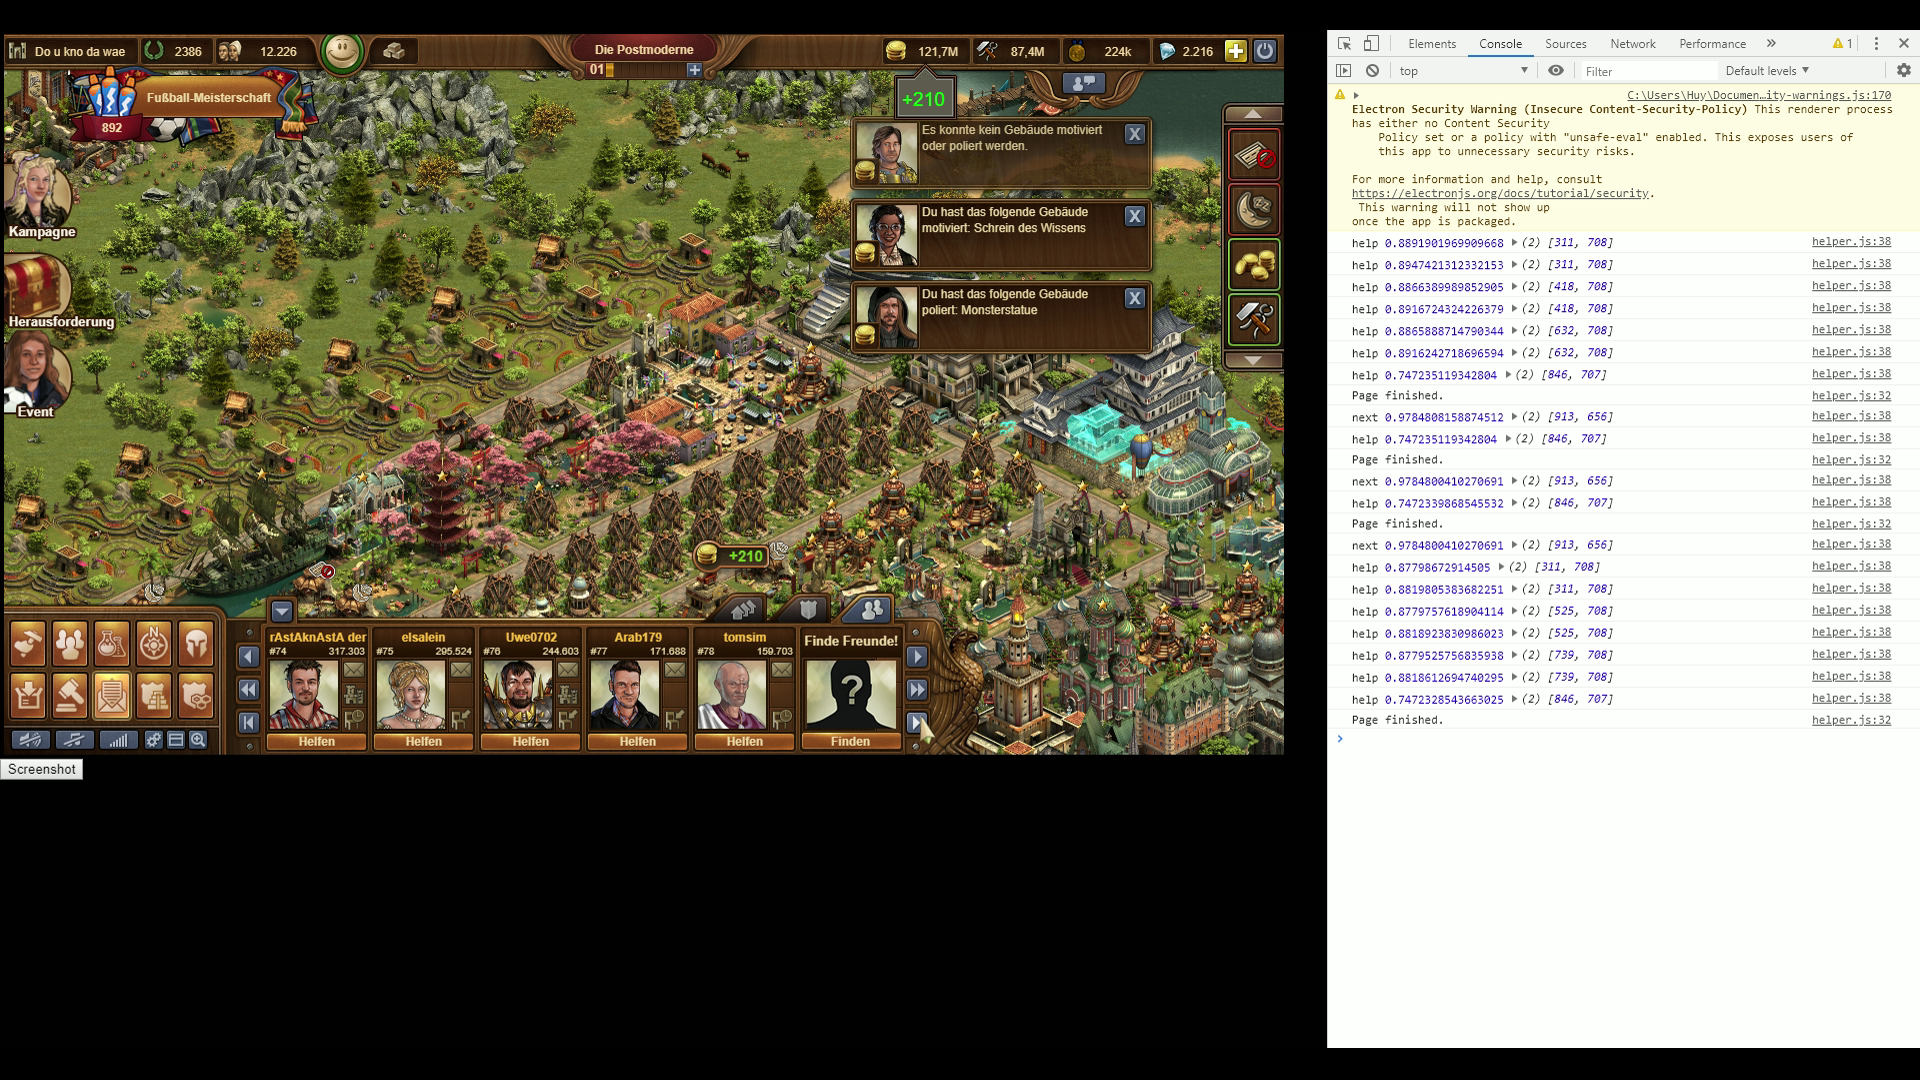 Do u kno da wae
2386
12.226
Die Postmoderne
01
121,7M
87,4M
224k
2.216
Fußball-Meisterschaft
892
+210
Es konnte kein Gebäude motiviert
oder poliert werden.
X
Du hast das folgende Gebäude
motiviert: Schrein des Wissens
X
Du hast das folgende Gebäude
poliert: Monsterstatue
X
Kampagne
Herausforderung
Event
+210
rAstAknAstA der
#74 317.303
Helfen
elsalein
#75 295.524
Helfen
Uwe0702
#76 244.603
Helfen
Arab179
#77 171.688
Helfen
tomsim
#78 159.703
Helfen
Finde Freunde!
?
Finden
Screenshot
Elements Console Sources Network Performance » 1
top Filter Default levels
C:\Users\Huy\Documen…ity-warnings.js:170
Electron Security Warning (Insecure Content-Security-Policy) This renderer process
has either no Content Security
Policy set or a policy with "unsafe-eval" enabled. This exposes users of
this app to unnecessary security risks.
For more information and help, consult
https://electronjs.org/docs/tutorial/security.
This warning will not show up
once the app is packaged.
help 0.8891901969909668 (2) [311, 708] helper.js:38
help 0.8947421312332153 (2) [311, 708] helper.js:38
help 0.8866389989852905 (2) [418, 708] helper.js:38
help 0.8916724324226379 (2) [418, 708] helper.js:38
help 0.8865888714790344 (2) [632, 708] helper.js:38
help 0.8916242718696594 (2) [632, 708] helper.js:38
help 0.747235119342804 (2) [846, 707] helper.js:38
Page finished. helper.js:32
next 0.9784808158874512 (2) [913, 656] helper.js:38
help 0.747235119342804 (2) [846, 707] helper.js:38
Page finished. helper.js:32
next 0.9784800410270691 (2) [913, 656] helper.js:38
help 0.7472339868545532 (2) [846, 707] helper.js:38
Page finished. helper.js:32
next 0.9784800410270691 (2) [913, 656] helper.js:38
help 0.87798672914505 (2) [311, 708] helper.js:38
help 0.8819805383682251 (2) [311, 708] helper.js:38
help 0.8779757618904114 (2) [525, 708] helper.js:38
help 0.8818923830986023 (2) [525, 708] helper.js:38
help 0.8779525756835938 (2) [739, 708] helper.js:38
help 0.8818612694740295 (2) [739, 708] helper.js:38
help 0.7472328543663025 (2) [846, 707] helper.js:38
Page finished. helper.js:32